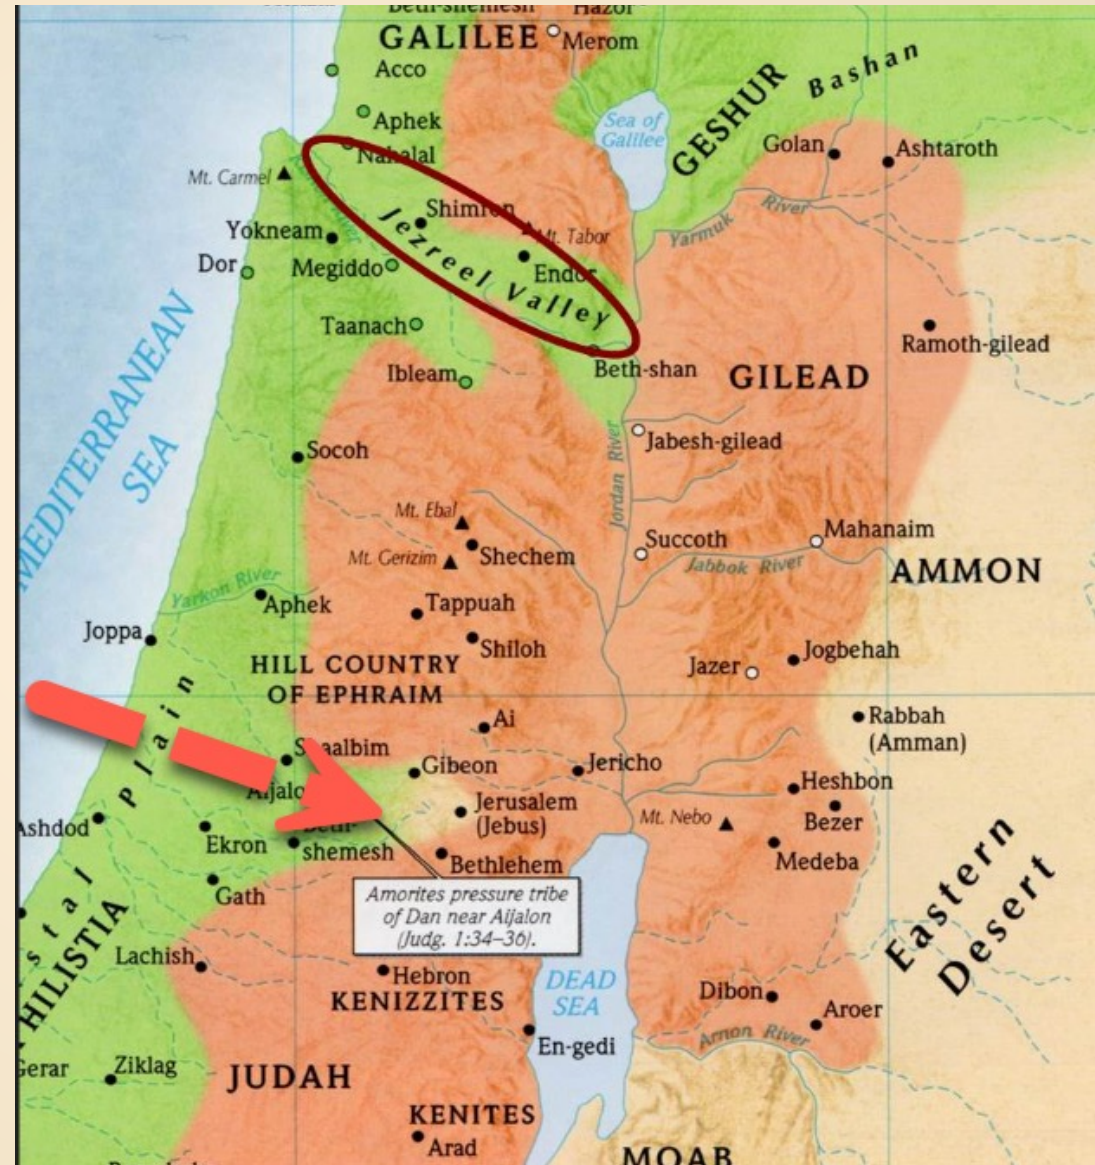 Beth-shemesh
Hazor
GALILEE
Merom
Acco
Aphek
Nahalal
Mt. Carmel
Sea of
Galilee
GESHUR
Bashan
Golan
Ashtaroth
Shimron
Mt. Tabor
Yarmuk River
Yokneam
Dor
Megiddo
Endor
Jezreel Valley
Taanach
Ibleam
Beth-shan
Ramoth-gilead
GILEAD
MEDITERRANEAN
SEA
Socoh
Jabesh-gilead
Jordan River
Mt. Ebal
Mt. Gerizim
Shechem
Succoth
Mahanaim
Jabbok River
AMMON
Yarkon River
Aphek
Tappuah
Joppa
Shiloh
HILL COUNTRY
OF EPHRAIM
Jazer
Jogbehah
Plain
Ai
Rabbah
(Amman)
Gibeon
Jericho
Heshbon
Jerusalem
(Jebus)
Mt. Nebo
Bezer
Ashdod
Ekron
shemesh
Bethlehem
Medeba
Gath
Amorites pressure tribe
of Dan near Aijalon
(Judg. 1:34–36).
Eastern
Desert
Lachish
Hebron
KENIZZITES
DEAD
SEA
Dibon
Aroer
Arnon River
En-gedi
Gerar
Ziklag
JUDAH
KENITES
Arad
MOAB